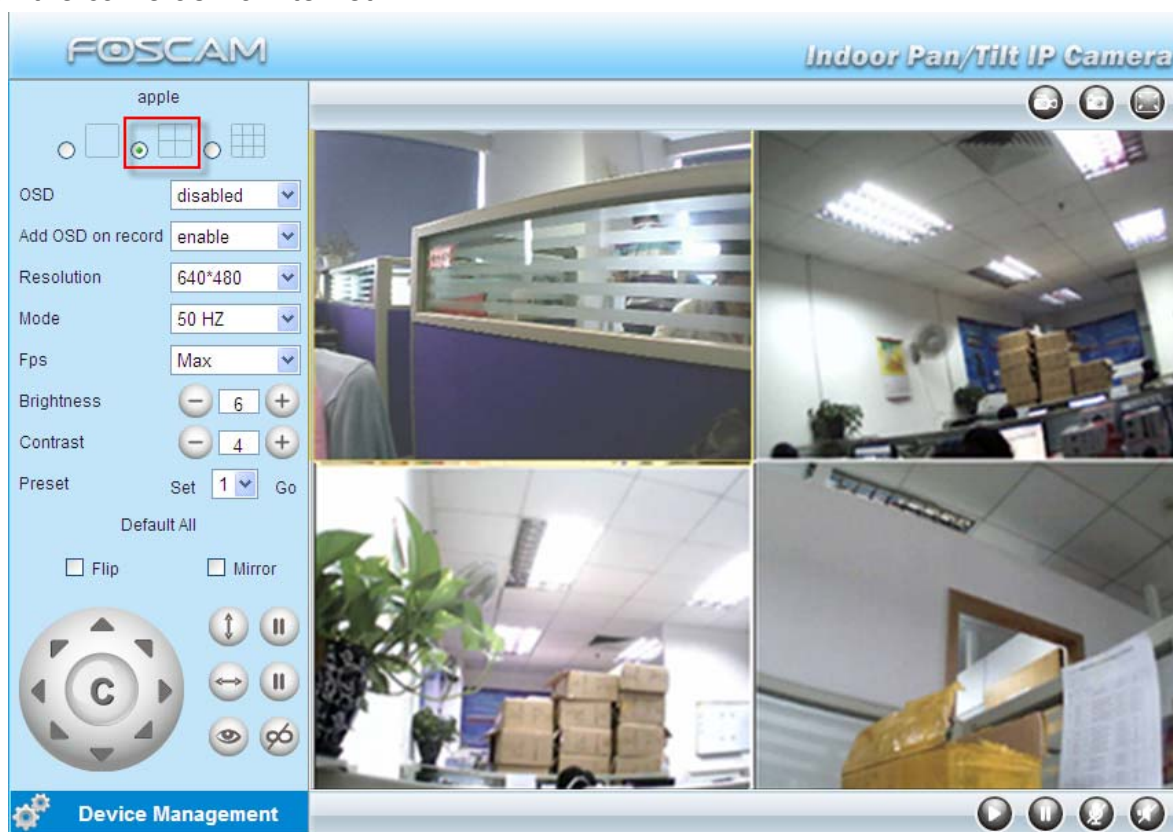 FOSCAM
Indoor Pan/Tilt IP Camera
apple
OSD disabled
Add OSD on record enable
Resolution 640*480
Mode 50 HZ
Fps Max
Brightness 6
Contrast 4
Preset Set 1 Go
Default All
Flip Mirror
C
Device Management